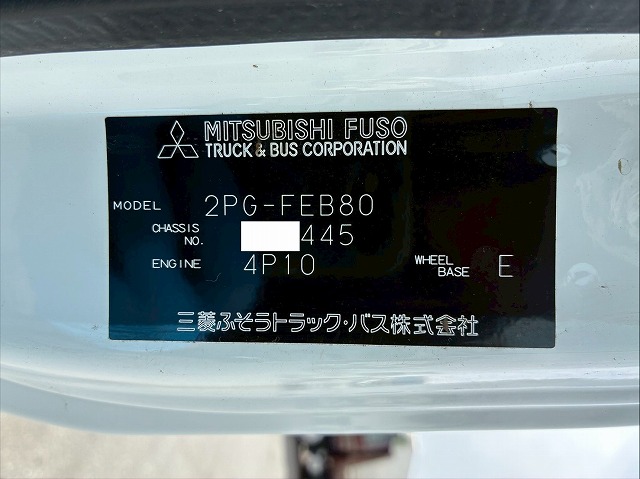 MITSUBISHI FUSO
TRUCK & BUS CORPORATION
MODEL 2PG-FEB80
CHASSIS NO. 445
ENGINE 4P10 WHEEL BASE E
三菱ふそうトラック・バス株式会社